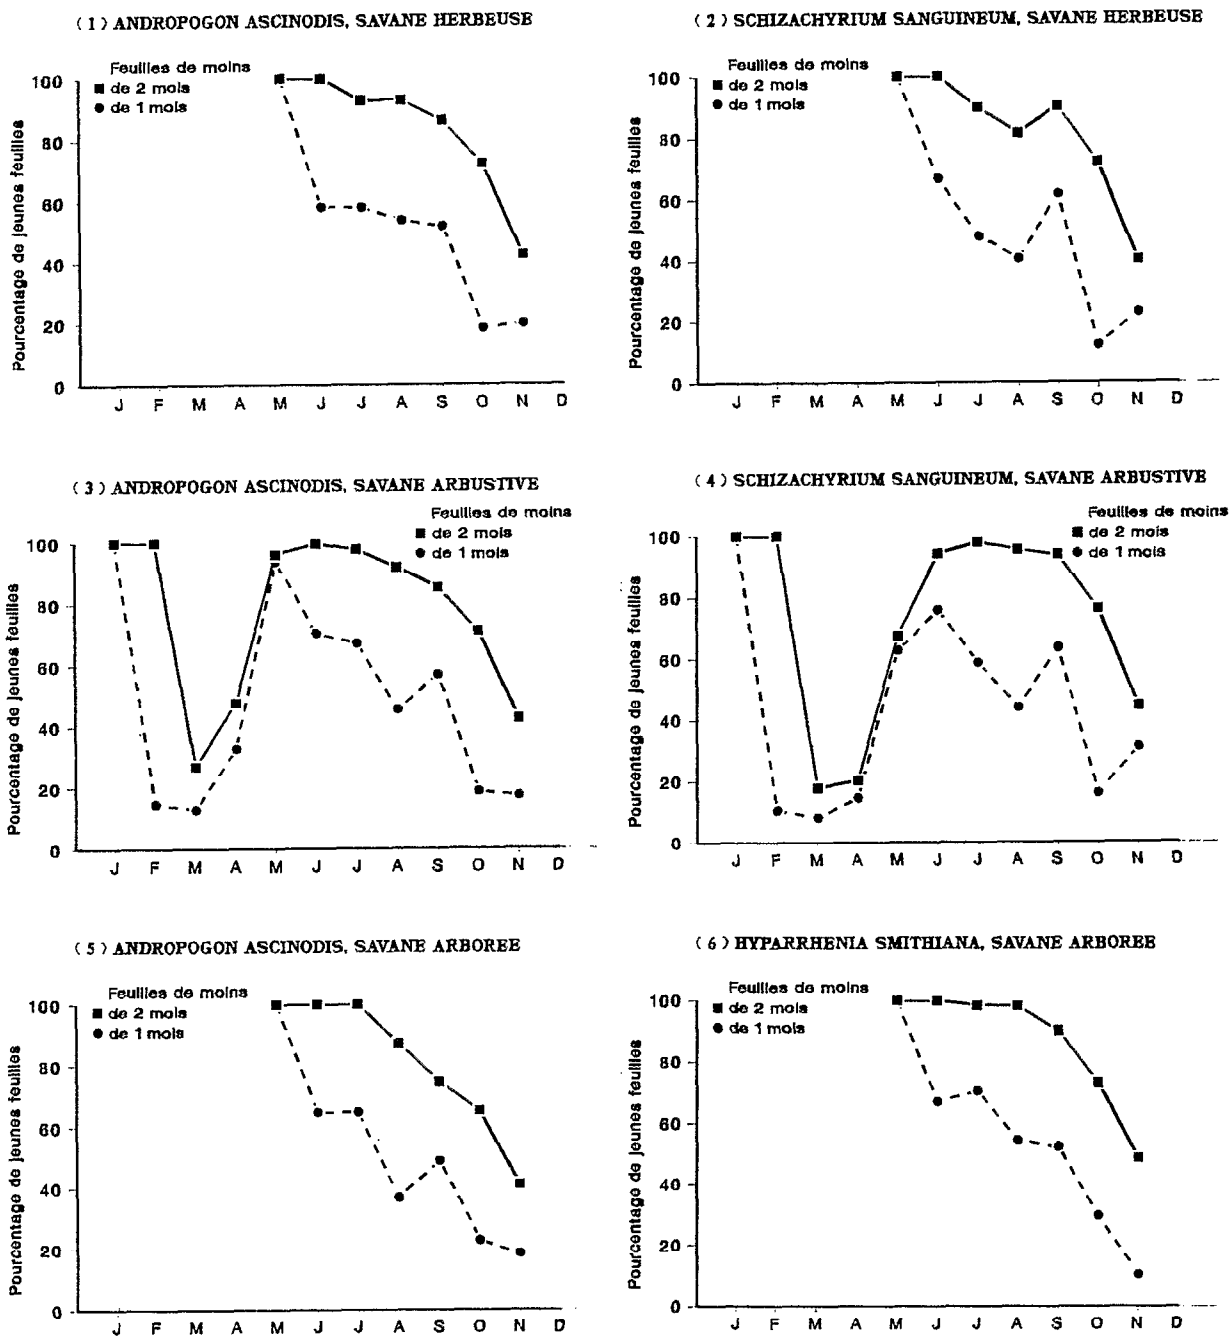 ( 1 ) ANDROPOGON ASCINODIS, SAVANE HERBEUSE
Feuilles de moins
de 2 mois
de 1 mois
Pourcentage de jeunes feuilles
100
80
60
40
20
0
J F M A M J J A S O N D
( 2 ) SCHIZACHYRIUM SANGUINEUM, SAVANE HERBEUSE
Feuilles de moins
de 2 mois
de 1 mois
Pourcentage de jeunes feuilles
100
80
60
40
20
0
J F M A M J J A S O N D
( 3 ) ANDROPOGON ASCINODIS, SAVANE ARBUSTIVE
Feuilles de moins
de 2 mois
de 1 mois
Pourcentage de jeunes feuilles
100
80
60
40
20
0
J F M A M J J A S O N D
( 4 ) SCHIZACHYRIUM SANGUINEUM, SAVANE ARBUSTIVE
Feuilles de moins
de 2 mois
de 1 mois
Pourcentage de jeunes feuilles
100
80
60
40
20
0
J F M A M J J A S O N D
( 5 ) ANDROPOGON ASCINODIS, SAVANE ARBOREE
Feuilles de moins
de 2 mois
de 1 mois
Pourcentage de jeunes feuilles
100
80
60
40
20
0
J F M A M J J A S O N D
( 6 ) HYPARRHENIA SMITHIANA, SAVANE ARBOREE
Feuilles de moins
de 2 mois
de 1 mois
Pourcentage de jeunes feuilles
100
80
60
40
20
0
J F M A M J J A S O N D